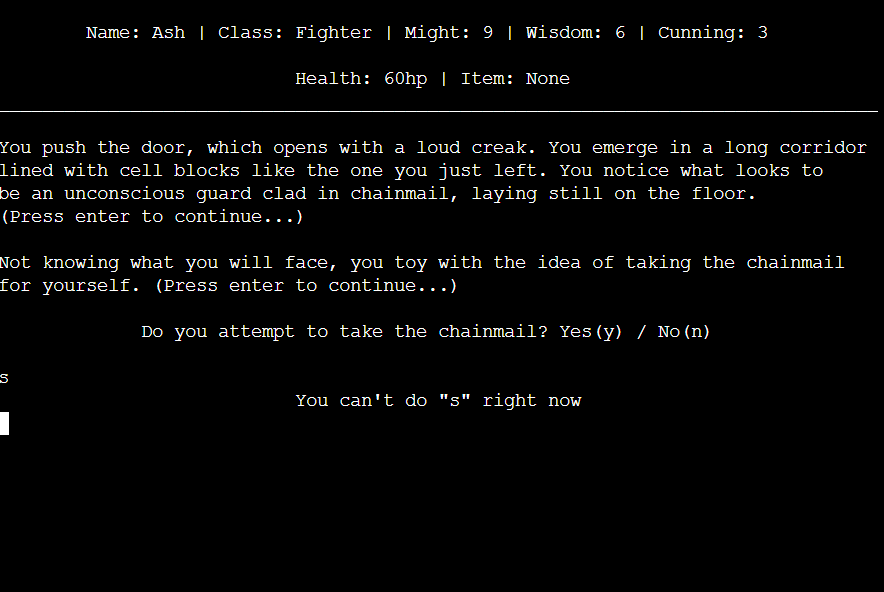 Name: Ash | Class: Fighter | Might: 9 | Wisdom: 6 | Cunning: 3
Health: 60hp | Item: None
You push the door, which opens with a loud creak. You emerge in a long corridor
lined with cell blocks like the one you just left. You notice what looks to
be an unconscious guard clad in chainmail, laying still on the floor.
(Press enter to continue...)
Not knowing what you will face, you toy with the idea of taking the chainmail
for yourself. (Press enter to continue...)
Do you attempt to take the chainmail? Yes(y) / No(n)
s
You can't do "s" right now